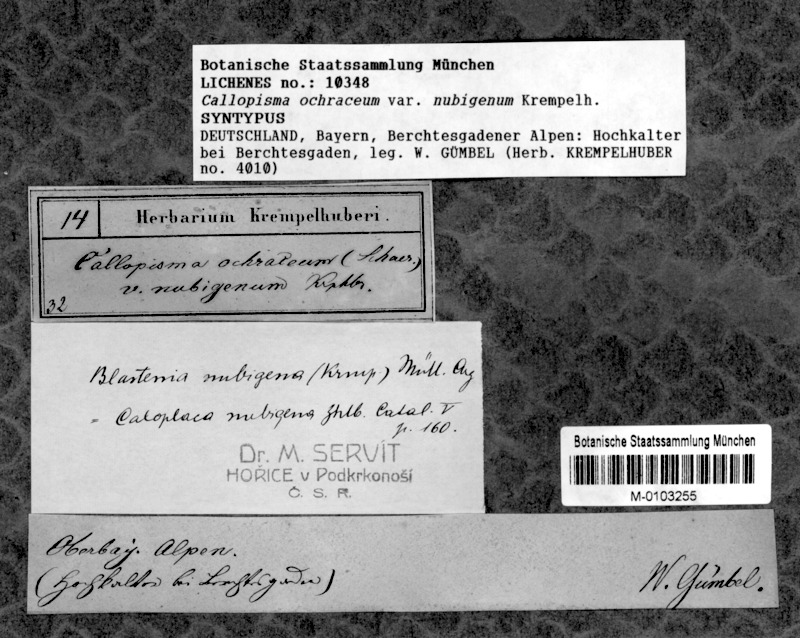 Botanische Staatssammlung München
LICHENES no.: 10348
Callopisma ochraceum var. nubigenum Krempelh.
SYNTYPUS
DEUTSCHLAND, Bayern, Berchtesgadener Alpen: Hochkalter
bei Berchtesgaden, leg. W. GÜMBEL (Herb. KREMPELHUBER
no. 4010)
14 Herbarium Krempelhuberi.
Callopisma ochraceum (Schaer.)
v. nubigenum Krphbr.
32
Blastenia nubigena (Krmp.) Müll. Arg
= Caloplaca nubigena Zhlb. Catal. V
p. 160.
Dr. M. SERVÍT
HOŘICE v Podkrkonoší
Č. S. R.
Botanische Staatssammlung München
M-0103255
Oberbay. Alpen.
(Hochkalter bei Berchtesgaden)
W. Gümbel.